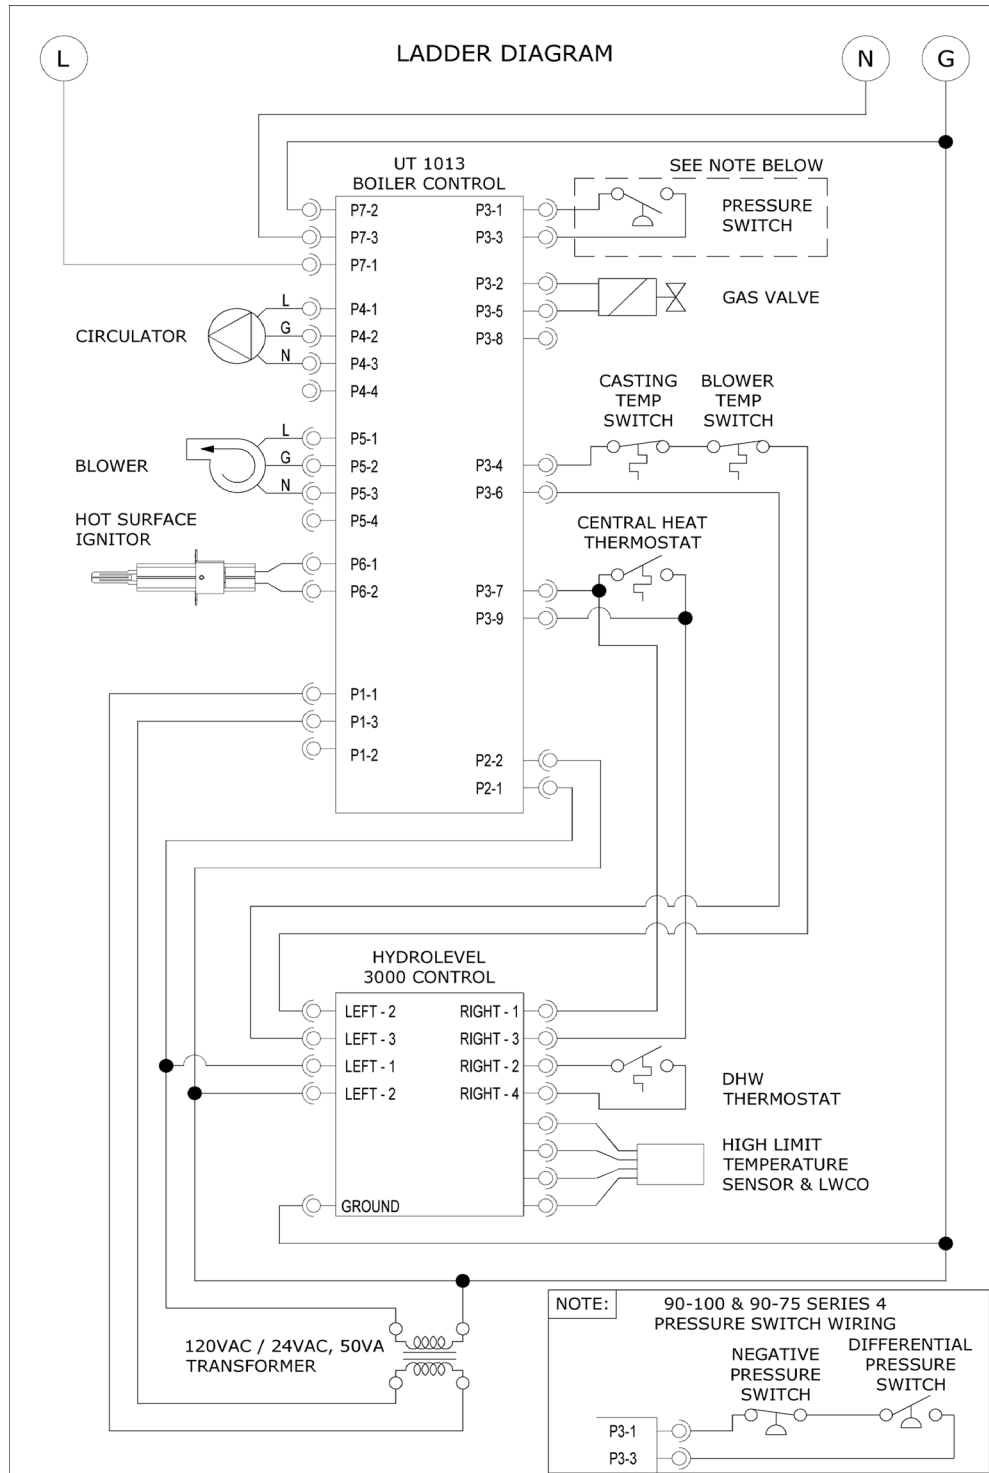 LADDER DIAGRAM
L
N
G
UT 1013
BOILER CONTROL
SEE NOTE BELOW
P7-2
P7-3
P7-1
P3-1
P3-3
PRESSURE
SWITCH
P3-2
P3-5
P3-8
GAS VALVE
CIRCULATOR
L
G
N
P4-1
P4-2
P4-3
P4-4
CASTING
TEMP
SWITCH
BLOWER
TEMP
SWITCH
BLOWER
L
G
N
P5-1
P5-2
P5-3
P5-4
P3-4
P3-6
HOT SURFACE
IGNITOR
CENTRAL HEAT
THERMOSTAT
P6-1
P6-2
P3-7
P3-9
P1-1
P1-3
P1-2
P2-2
P2-1
HYDROLEVEL
3000 CONTROL
LEFT - 2
LEFT - 3
LEFT - 1
LEFT - 2
RIGHT - 1
RIGHT - 3
RIGHT - 2
RIGHT - 4
DHW
THERMOSTAT
HIGH LIMIT
TEMPERATURE
SENSOR & LWCO
GROUND
120VAC / 24VAC, 50VA
TRANSFORMER
NOTE:
90-100 & 90-75 SERIES 4
PRESSURE SWITCH WIRING
NEGATIVE
PRESSURE
SWITCH
DIFFERENTIAL
PRESSURE
SWITCH
P3-1
P3-3